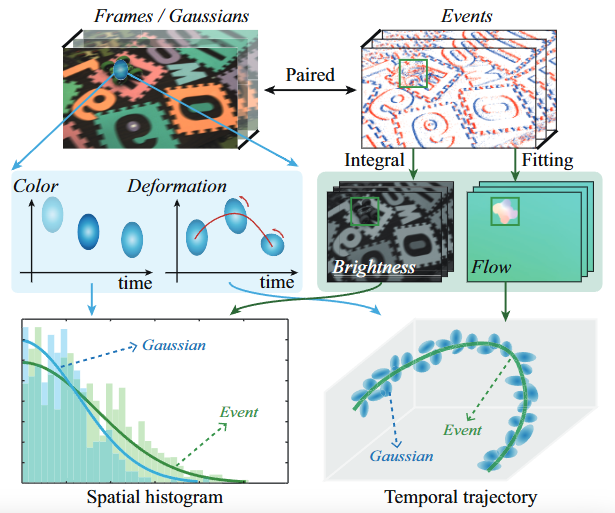 Frames / Gaussians
Events
Paired
Integral
Fitting
Color
Deformation
time
time
Brightness
Flow
Gaussian
Event
Event
Gaussian
Spatial histogram
Temporal trajectory